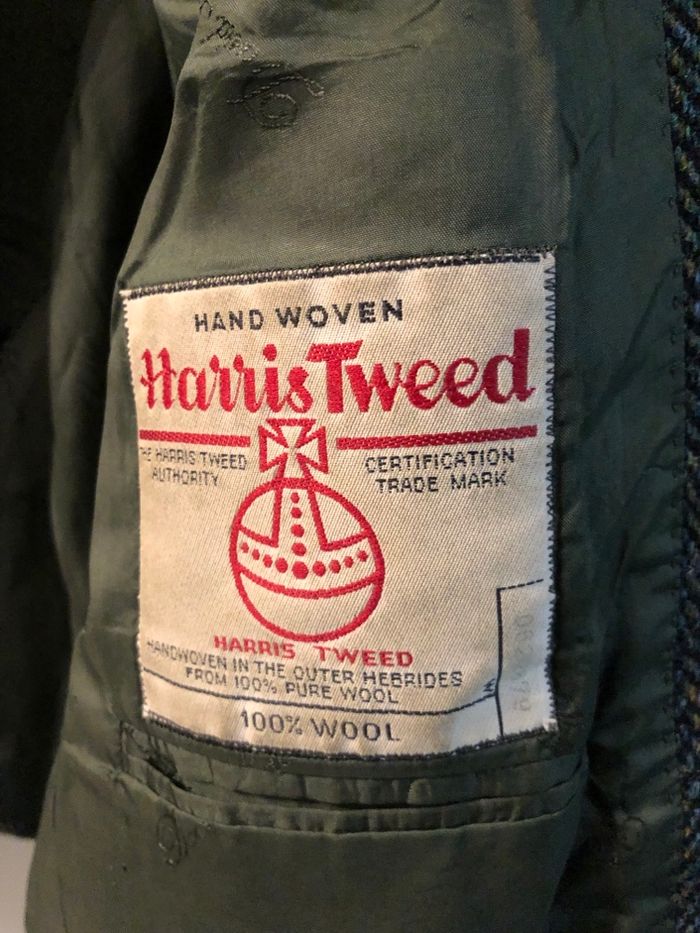 HAND WOVEN
Harris Tweed
THE HARRIS TWEED
AUTHORITY
CERTIFICATION
TRADE MARK
HARRIS TWEED
HANDWOVEN IN THE OUTER HEBRIDES
FROM 100% PURE WOOL
100% WOOL